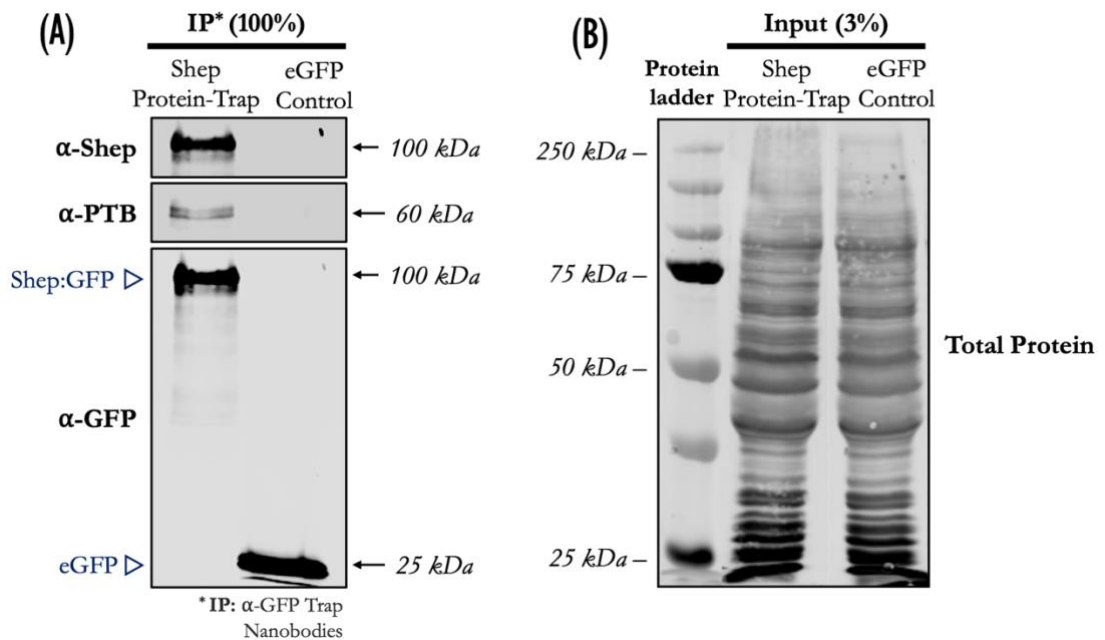 (A)
IP* (100%)
Shep
Protein-Trap
eGFP
Control
α-Shep
← 100 kDa
α-PTB
← 60 kDa
Shep:GFP ▷
← 100 kDa
α-GFP
eGFP ▷
← 25 kDa
* IP: α-GFP Trap
Nanobodies
(B)
Input (3%)
Protein
ladder
Shep
Protein-Trap
eGFP
Control
250 kDa –
75 kDa –
50 kDa –
25 kDa –
Total Protein